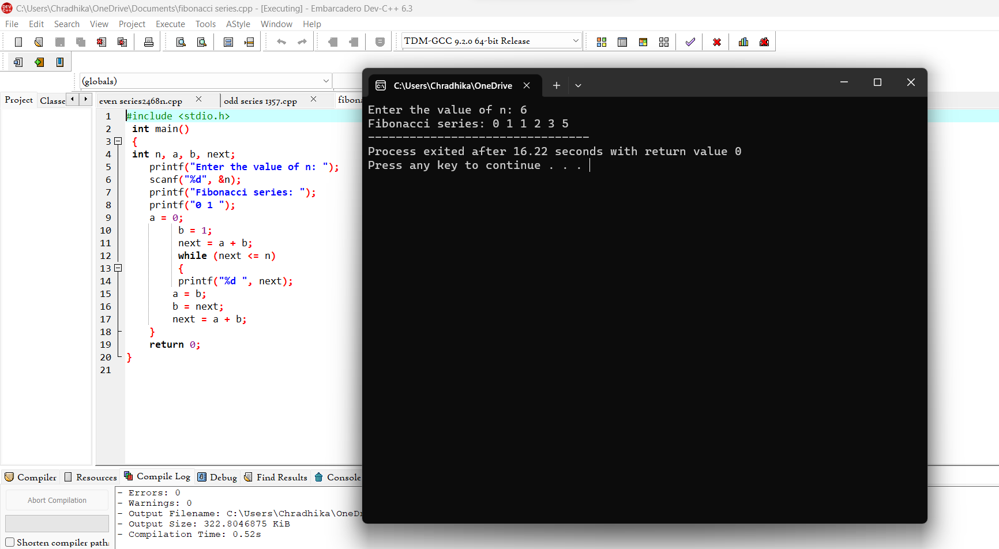 C:\Users\Chradhika\OneDrive\Documents\fibonacci series.cpp - [Executing] - Embarcadero Dev-C++ 6.3
File Edit Search View Project Execute Tools AStyle Window Help
TDM-GCC 9.2.0 64-bit Release
(globals)
Project Classe even series2468n.cpp odd series 1357.cpp fibona
1 #include <stdio.h>
2 int main()
3 {
4 int n, a, b, next;
5 printf("Enter the value of n: ");
6 scanf("%d", &n);
7 printf("Fibonacci series: ");
8 printf("0 1 ");
9 a = 0;
10 b = 1;
11 next = a + b;
12 while (next <= n)
13 {
14 printf("%d ", next);
15 a = b;
16 b = next;
17 next = a + b;
18 }
19 return 0;
20 }
21
C:\Users\Chradhika\OneDrive
Enter the value of n: 6
Fibonacci series: 0 1 1 2 3 5
--------------------------------
Process exited after 16.22 seconds with return value 0
Press any key to continue . . .
Compiler Resources Compile Log Debug Find Results Console
Abort Compilation
Shorten compiler path
- Errors: 0
- Warnings: 0
- Output Filename: C:\Users\Chradhika\OneD
- Output Size: 322.8046875 KiB
- Compilation Time: 0.52s